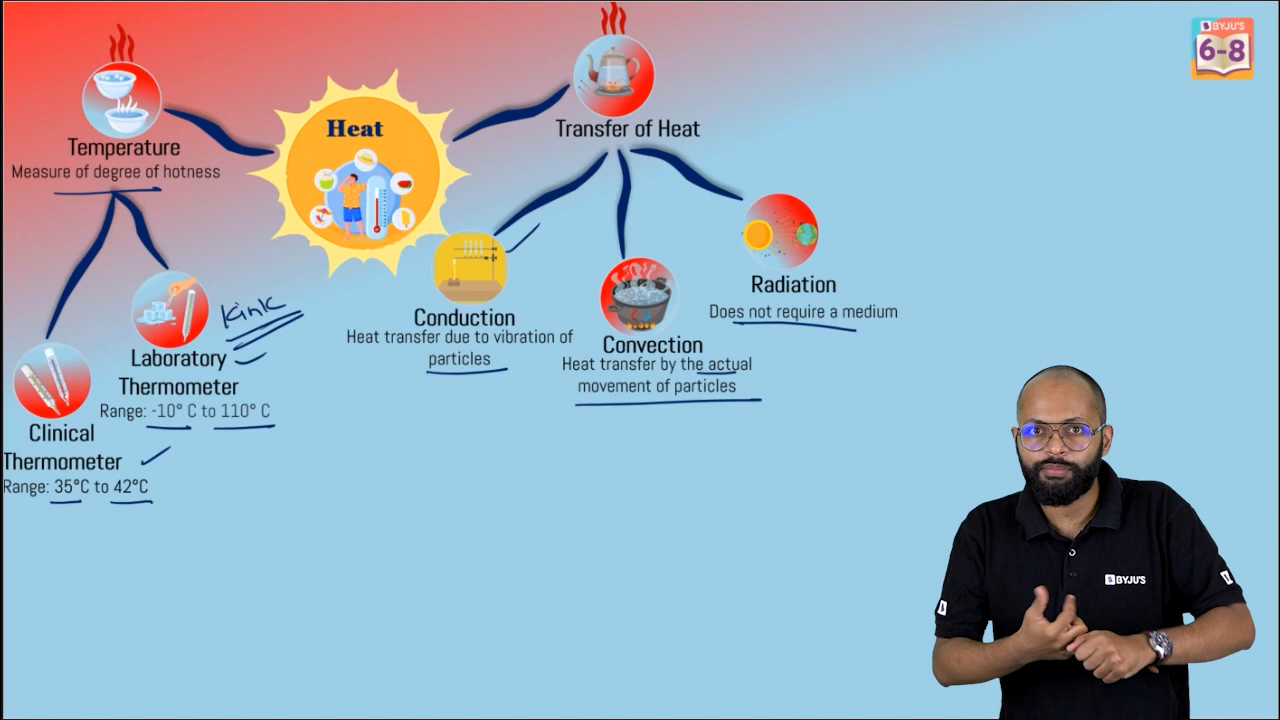 BYJU'S
6-8
Heat
Temperature
Measure of degree of hotness
Laboratory
Thermometer
Range: -10° C to 110° C
Kink
Clinical
Thermometer
Range: 35°C to 42°C
Transfer of Heat
Conduction
Heat transfer due to vibration of
particles
Convection
Heat transfer by the actual
movement of particles
Radiation
Does not require a medium
BYJU'S